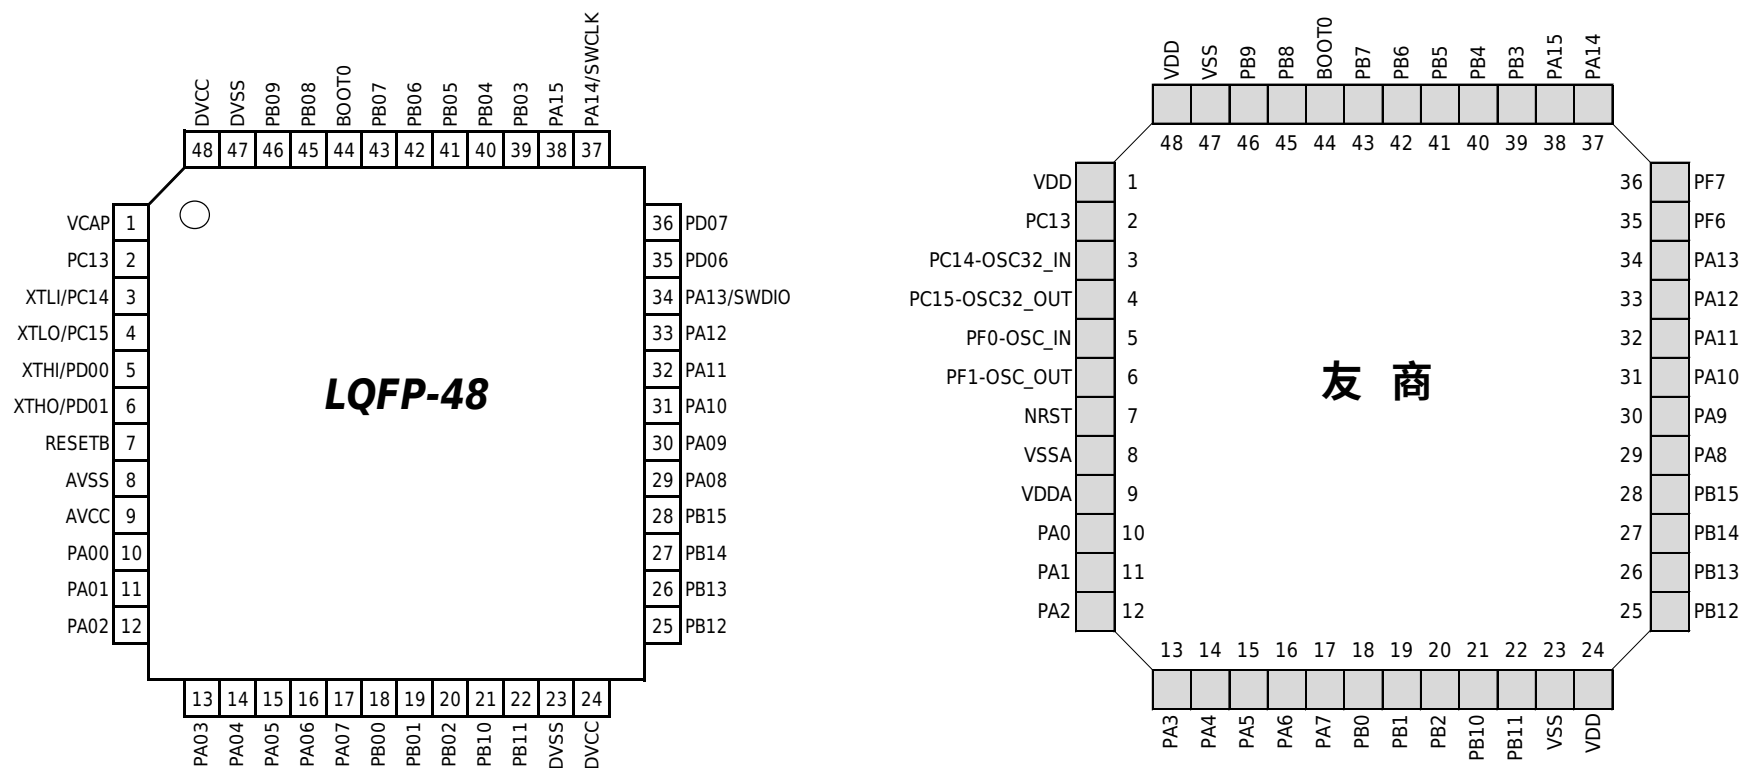 DVCC
DVSS
PB09
PB08
BOOT0
PB07
PB06
PB05
PB04
PB03
PA15
PA14/SWCLK
48 47 46 45 44 43 42 41 40 39 38 37
VCAP 1
PC13 2
XTLI/PC14 3
XTLO/PC15 4
XTHI/PD00 5
XTHO/PD01 6
RESETB 7
AVSS 8
AVCC 9
PA00 10
PA01 11
PA02 12
LQFP-48
36 PD07
35 PD06
34 PA13/SWDIO
33 PA12
32 PA11
31 PA10
30 PA09
29 PA08
28 PB15
27 PB14
26 PB13
25 PB12
13 14 15 16 17 18 19 20 21 22 23 24
PA03
PA04
PA05
PA06
PA07
PB00
PB01
PB02
PB10
PB11
DVSS
DVCC
VDD
VSS
PB9
PB8
BOOT0
PB7
PB6
PB5
PB4
PB3
PA15
PA14
48 47 46 45 44 43 42 41 40 39 38 37
VDD 1
PC13 2
PC14-OSC32_IN 3
PC15-OSC32_OUT 4
PF0-OSC_IN 5
PF1-OSC_OUT 6
NRST 7
VSSA 8
VDDA 9
PA0 10
PA1 11
PA2 12
友 商
36 PF7
35 PF6
34 PA13
33 PA12
32 PA11
31 PA10
30 PA9
29 PA8
28 PB15
27 PB14
26 PB13
25 PB12
13 14 15 16 17 18 19 20 21 22 23 24
PA3
PA4
PA5
PA6
PA7
PB0
PB1
PB2
PB10
PB11
VSS
VDD